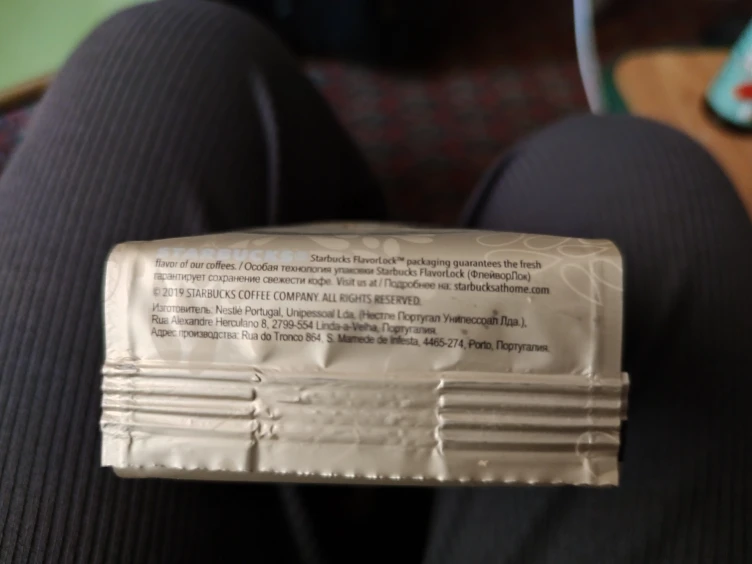 STARBUCKS® Starbucks FlavorLock™ packaging guarantees the fresh
flavor of our coffees. / Особая технология упаковки Starbucks FlavorLock (ФлейворЛок)
гарантирует сохранение свежести кофе. Visit us at / Подробнее на: starbucksathome.com
© 2019 STARBUCKS COFFEE COMPANY. ALL RIGHTS RESERVED.
Изготовитель: Nestlé Portugal, Unipessoal Lda. (Нестле Португал Унипессоал Лда.),
Rua Alexandre Herculano 8, 2799-554 Linda-a-Velha, Португалия.
Адрес производства: Rua do Tronco 864, S. Mamede de Infesta, 4465-274, Porto, Португалия.